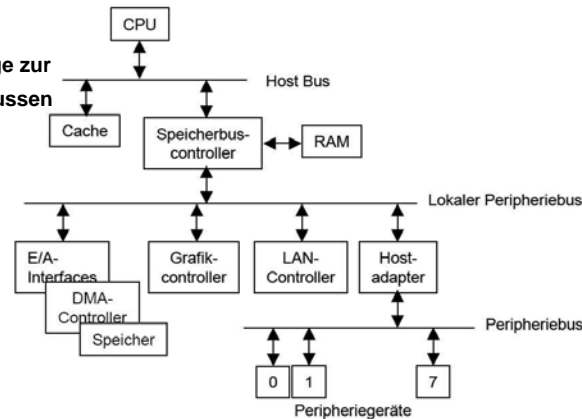 CPU
ge zur
ussen
Host Bus
Cache
Speicherbus-
controller
RAM
Lokaler Peripheriebus
E/A-
Interfaces
DMA-
Controller
Speicher
Grafik-
controller
LAN-
Controller
Host-
adapter
Peripheriebus
0
1
7
Peripheriegeräte